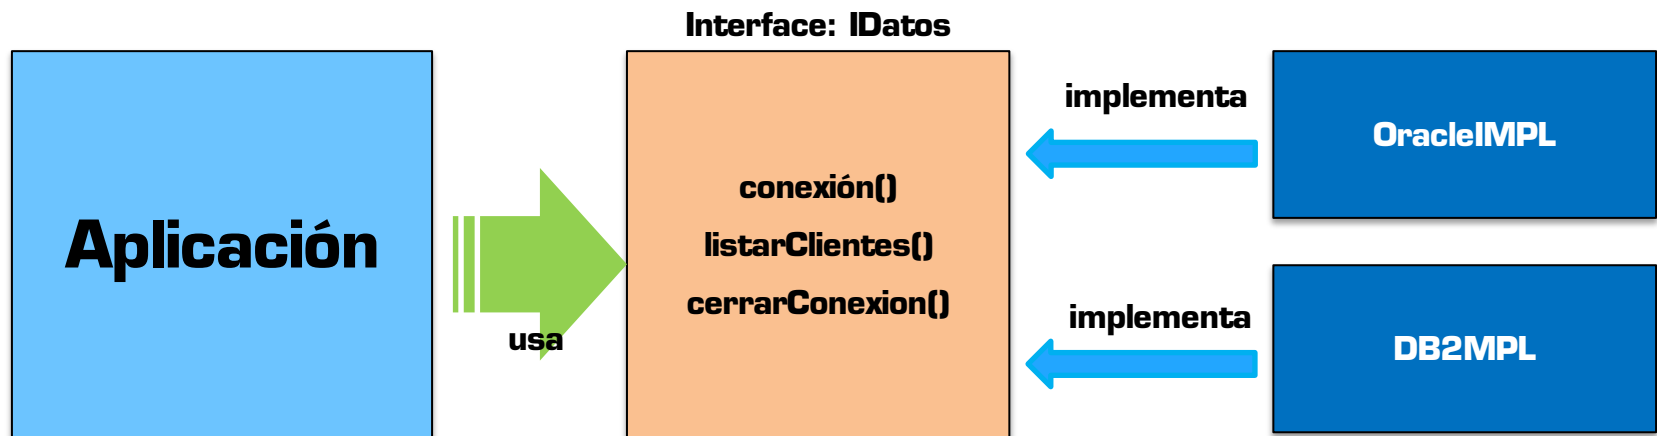 Interface: IDatos
Aplicación
usa
conexión()
listarClientes()
cerrarConexion()
implementa
OracleIMPL
implementa
DB2MPL